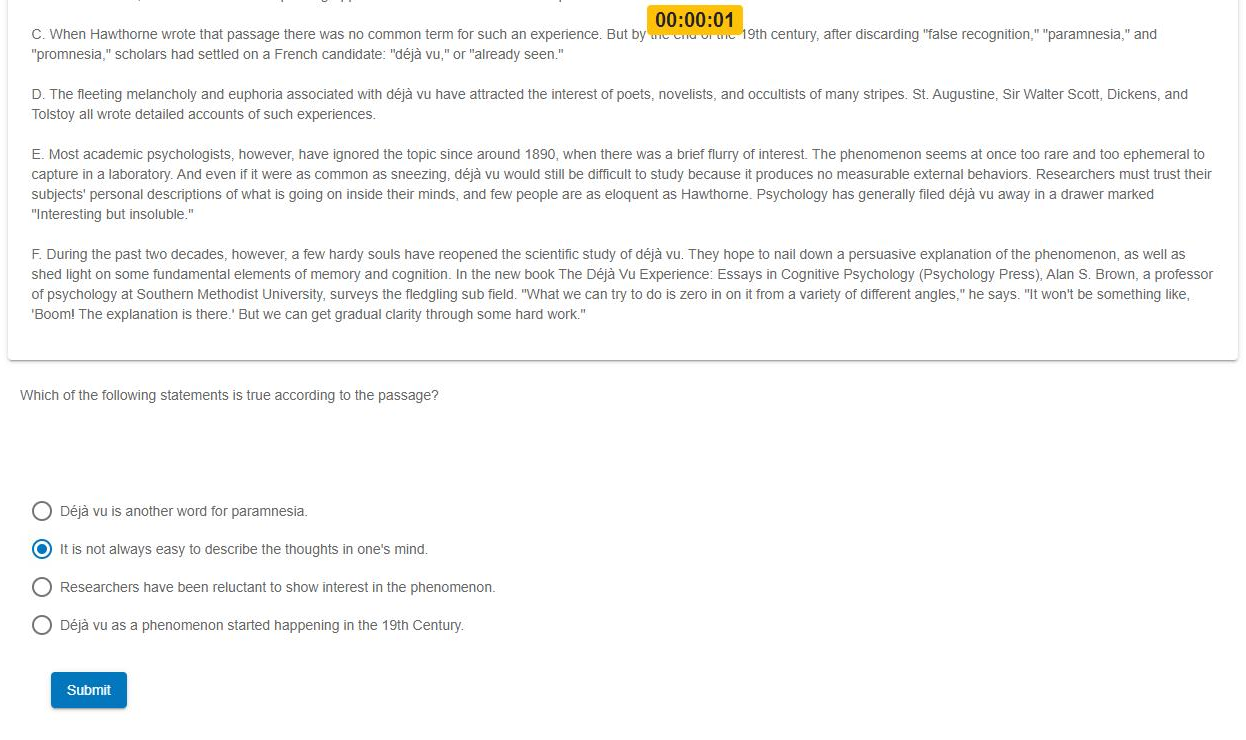 00:00:01
C. When Hawthorne wrote that passage there was no common term for such an experience. But by the end of the 19th century, after discarding "false recognition," "paramnesia," and
"promnesia," scholars had settled on a French candidate: "déjà vu," or "already seen."
D. The fleeting melancholy and euphoria associated with déjà vu have attracted the interest of poets, novelists, and occultists of many stripes. St. Augustine, Sir Walter Scott, Dickens, and
Tolstoy all wrote detailed accounts of such experiences.
E. Most academic psychologists, however, have ignored the topic since around 1890, when there was a brief flurry of interest. The phenomenon seems at once too rare and too ephemeral to
capture in a laboratory. And even if it were as common as sneezing, déjà vu would still be difficult to study because it produces no measurable external behaviors. Researchers must trust their
subjects' personal descriptions of what is going on inside their minds, and few people are as eloquent as Hawthorne. Psychology has generally filed déjà vu away in a drawer marked
"Interesting but insoluble."
F. During the past two decades, however, a few hardy souls have reopened the scientific study of déjà vu. They hope to nail down a persuasive explanation of the phenomenon, as well as
shed light on some fundamental elements of memory and cognition. In the new book The Déjà Vu Experience: Essays in Cognitive Psychology (Psychology Press), Alan S. Brown, a professor
of psychology at Southern Methodist University, surveys the fledgling sub field. "What we can try to do is zero in on it from a variety of different angles," he says. "It won't be something like,
'Boom! The explanation is there.' But we can get gradual clarity through some hard work."
Which of the following statements is true according to the passage?
Déjà vu is another word for paramnesia.
It is not always easy to describe the thoughts in one's mind.
Researchers have been reluctant to show interest in the phenomenon.
Déjà vu as a phenomenon started happening in the 19th Century.
Submit